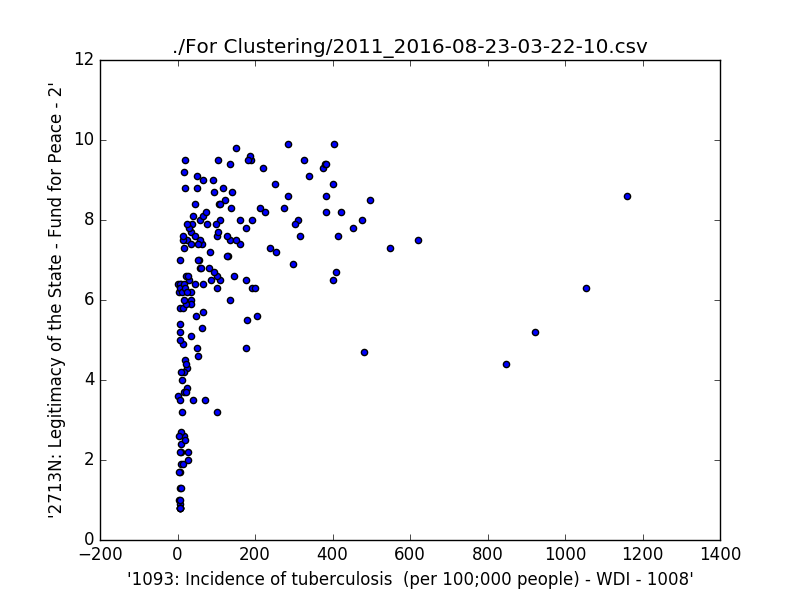 ./For Clustering/2011_2016-08-23-03-22-10.csv
12
10
8
6
4
2
0
'2713N: Legitimacy of the State - Fund for Peace - 2'
−200 0 200 400 600 800 1000 1200 1400
'1093: Incidence of tuberculosis  (per 100;000 people) - WDI - 1008'